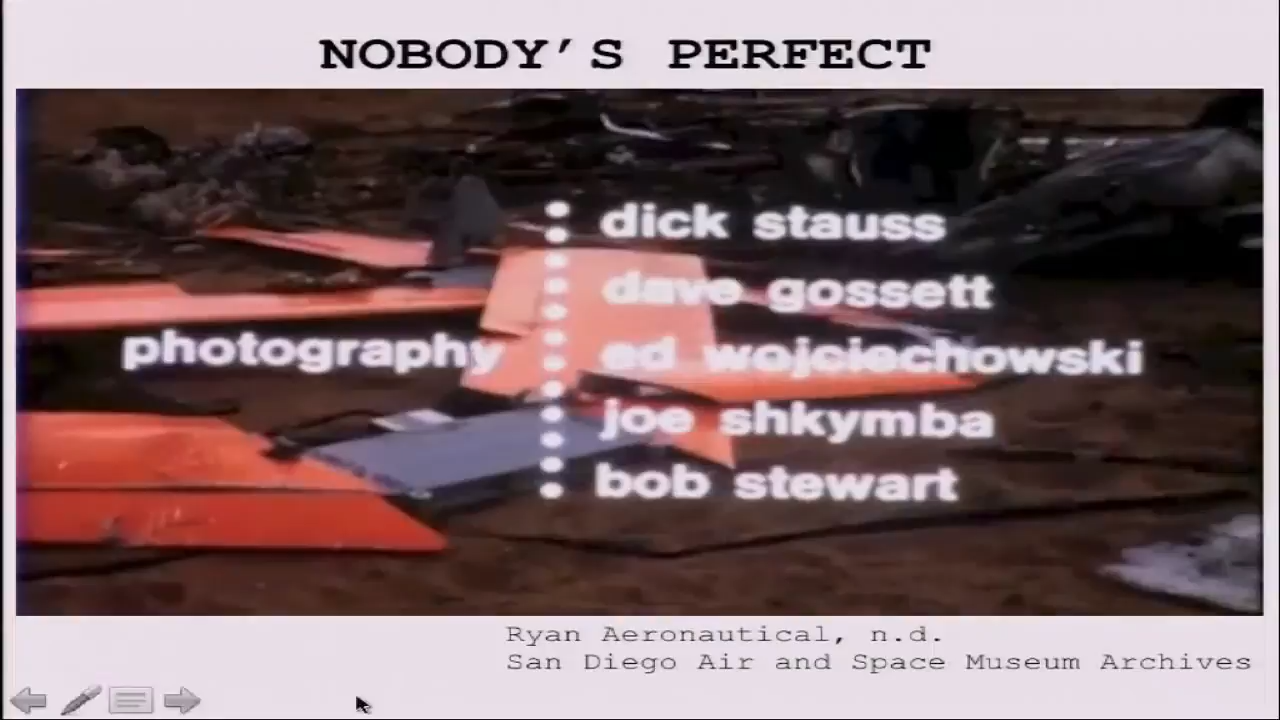 NOBODY'S PERFECT
photography
dick stauss
dave gossett
ed wojciechowski
joe shkymba
bob stewart
Ryan Aeronautical, n.d.
San Diego Air and Space Museum Archives